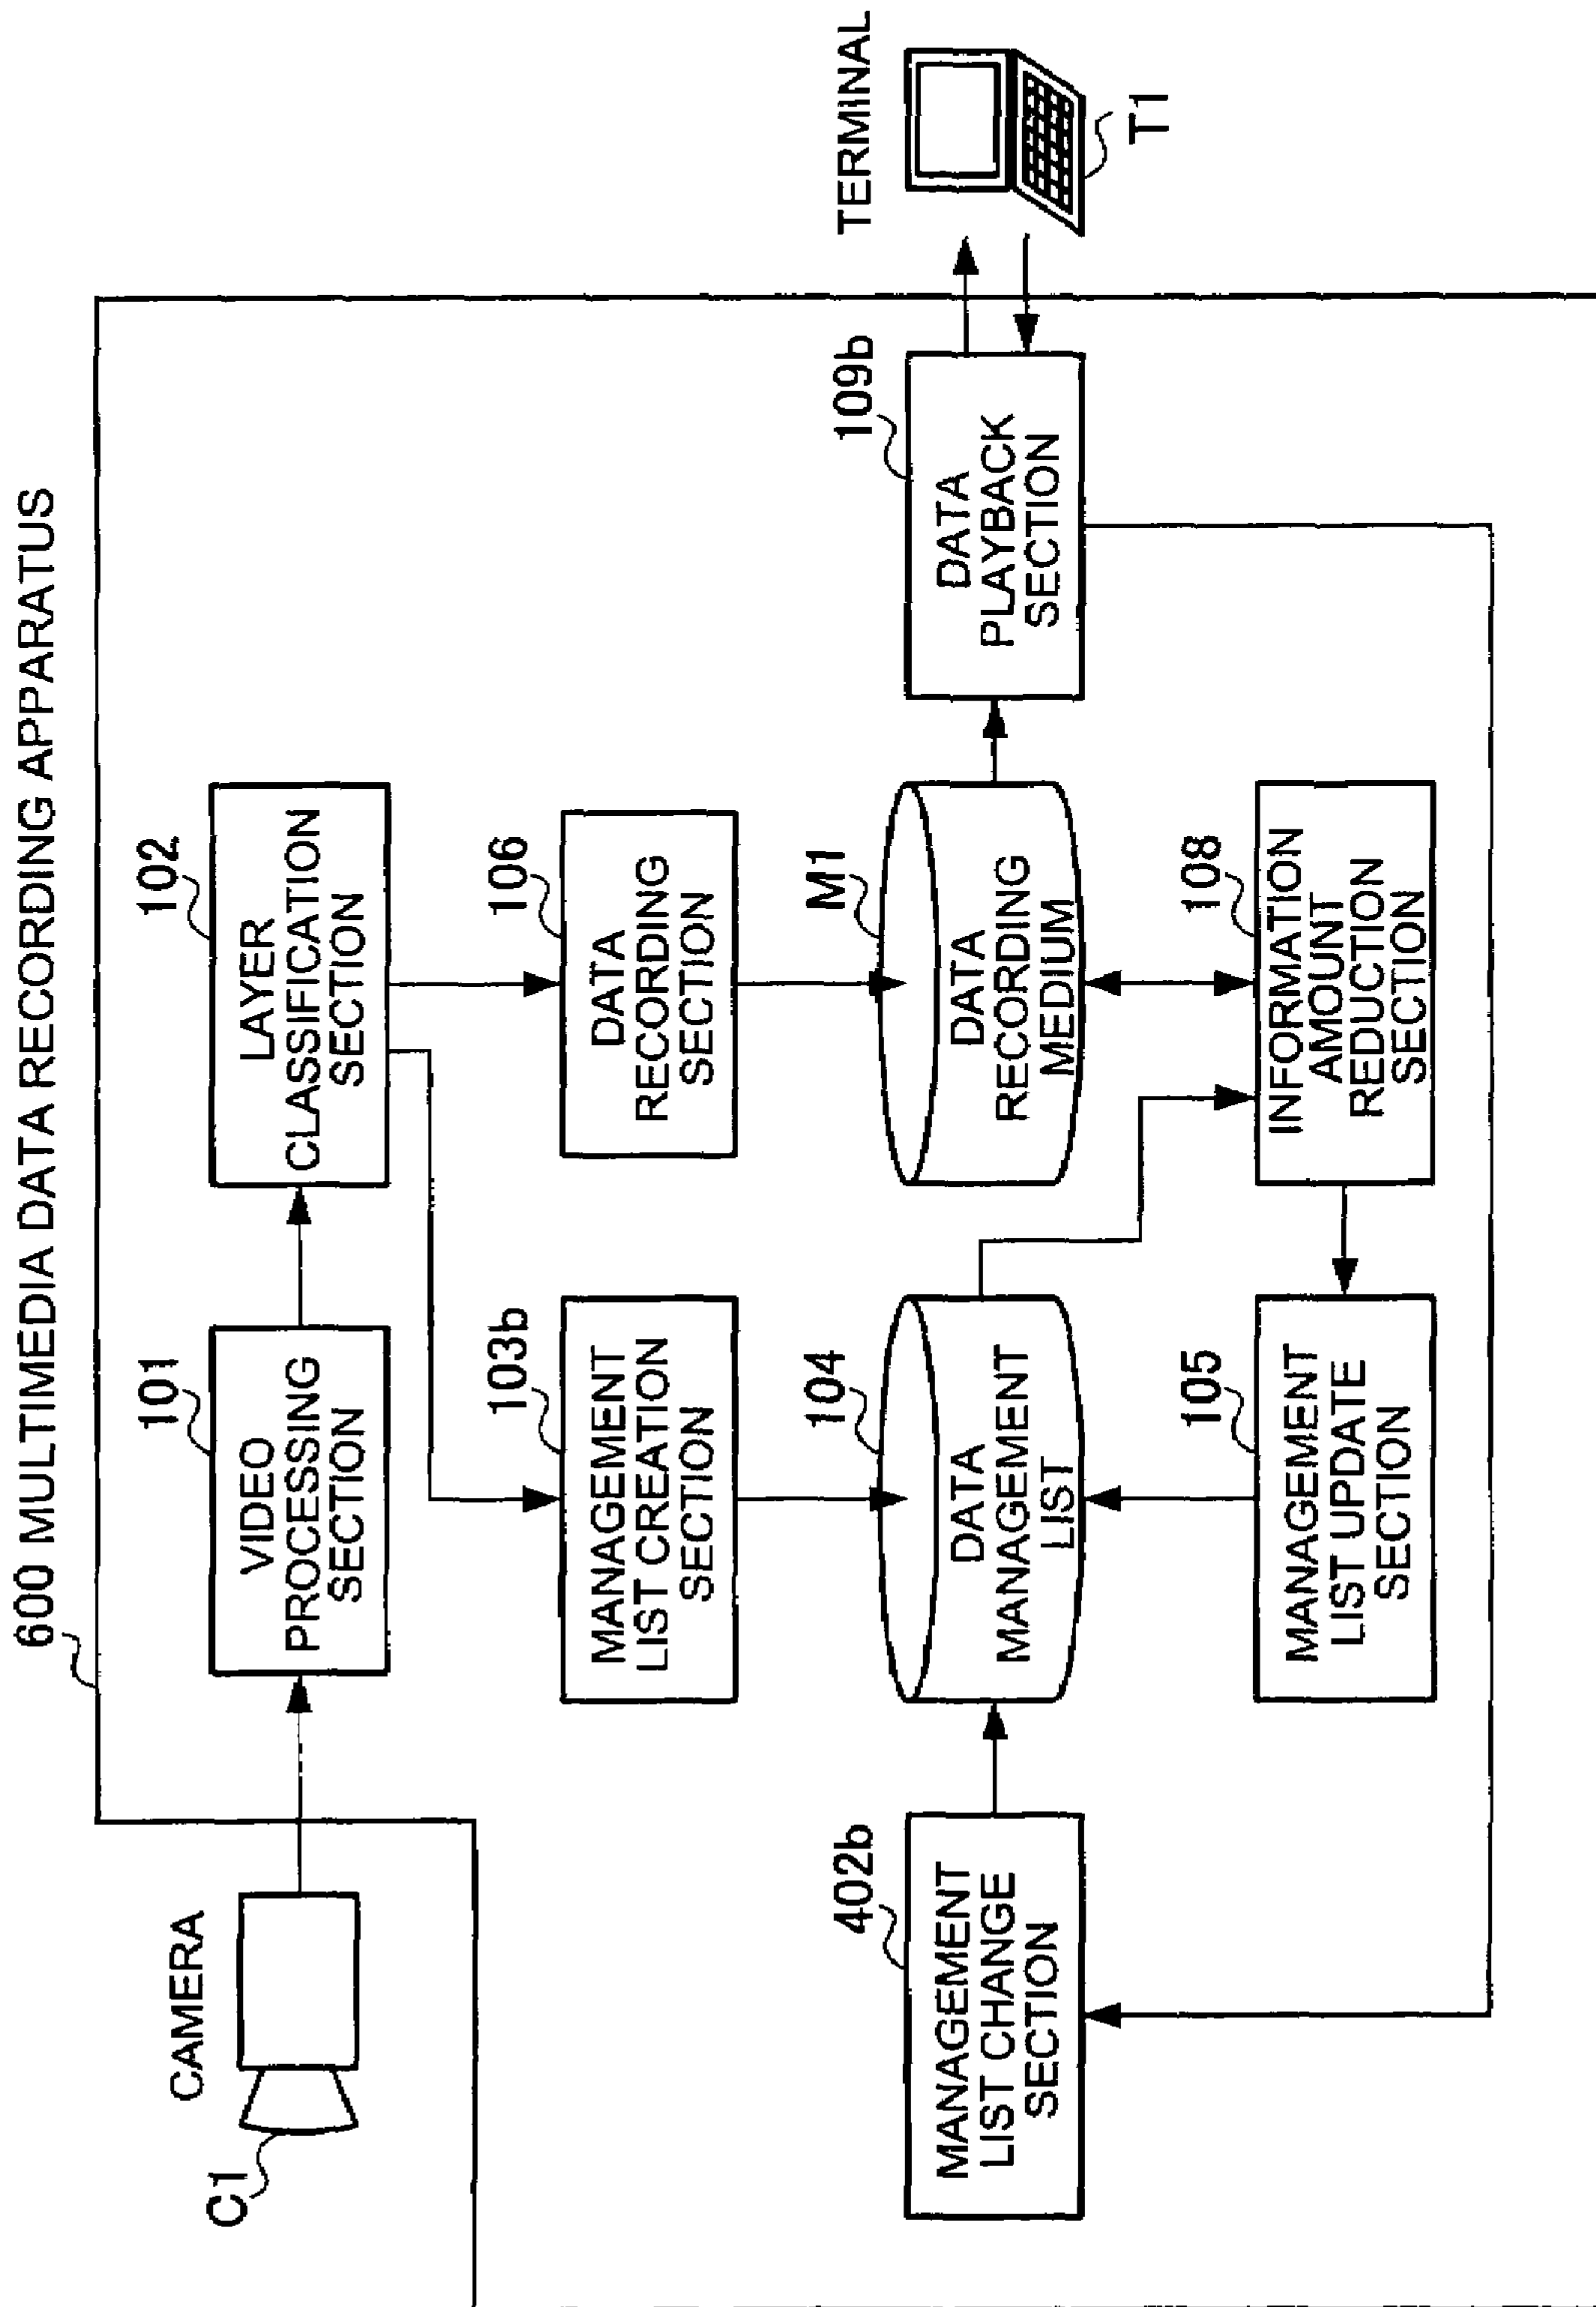 600 MULTIMEDIA DATA RECORDING APPARATUS
CAMERA
C1
101
VIDEO
PROCESSING
SECTION
102
LAYER
CLASSIFICATION
SECTION
103b
MANAGEMENT
LIST CREATION
SECTION
106
DATA
RECORDING
SECTION
402b
MANAGEMENT
LIST CHANGE
SECTION
104
DATA
MANAGEMENT
LIST
M1
DATA
RECORDING
MEDIUM
109b
DATA
PLAYBACK
SECTION
TERMINAL
T1
105
MANAGEMENT
LIST UPDATE
SECTION
108
INFORMATION
AMOUNT
REDUCTION
SECTION